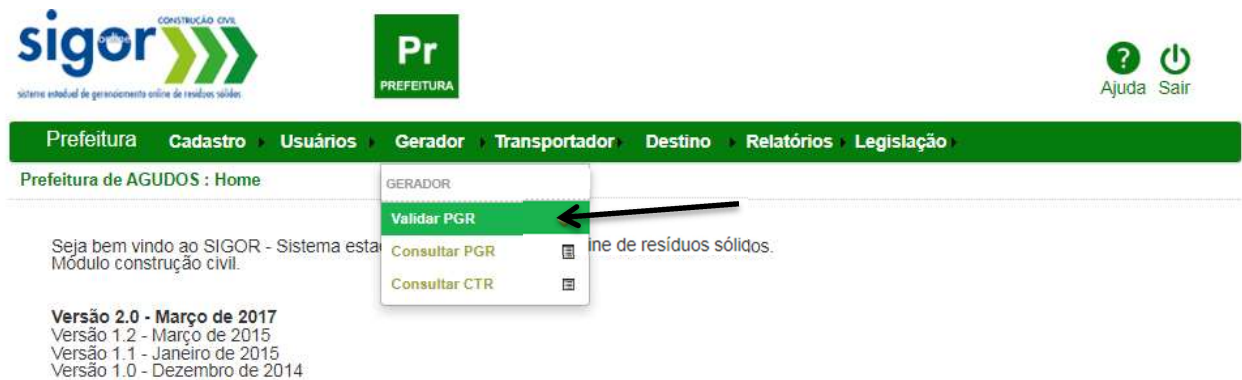 CONSTRUÇÃO CIVIL
sigor online
sistema estadual de gerenciamento online de resíduos sólidos
Pr
PREFEITURA
? 
Ajuda Sair
Prefeitura Cadastro Usuários Gerador Transportador Destino Relatórios Legislação
Prefeitura de AGUDOS : Home
GERADOR
Validar PGR
Consultar PGR
Consultar CTR
Seja bem vindo ao SIGOR - Sistema esta ine de resíduos sólidos.
Módulo construção civil.
Versão 2.0 - Março de 2017
Versão 1.2 - Março de 2015
Versão 1.1 - Janeiro de 2015
Versão 1.0 - Dezembro de 2014